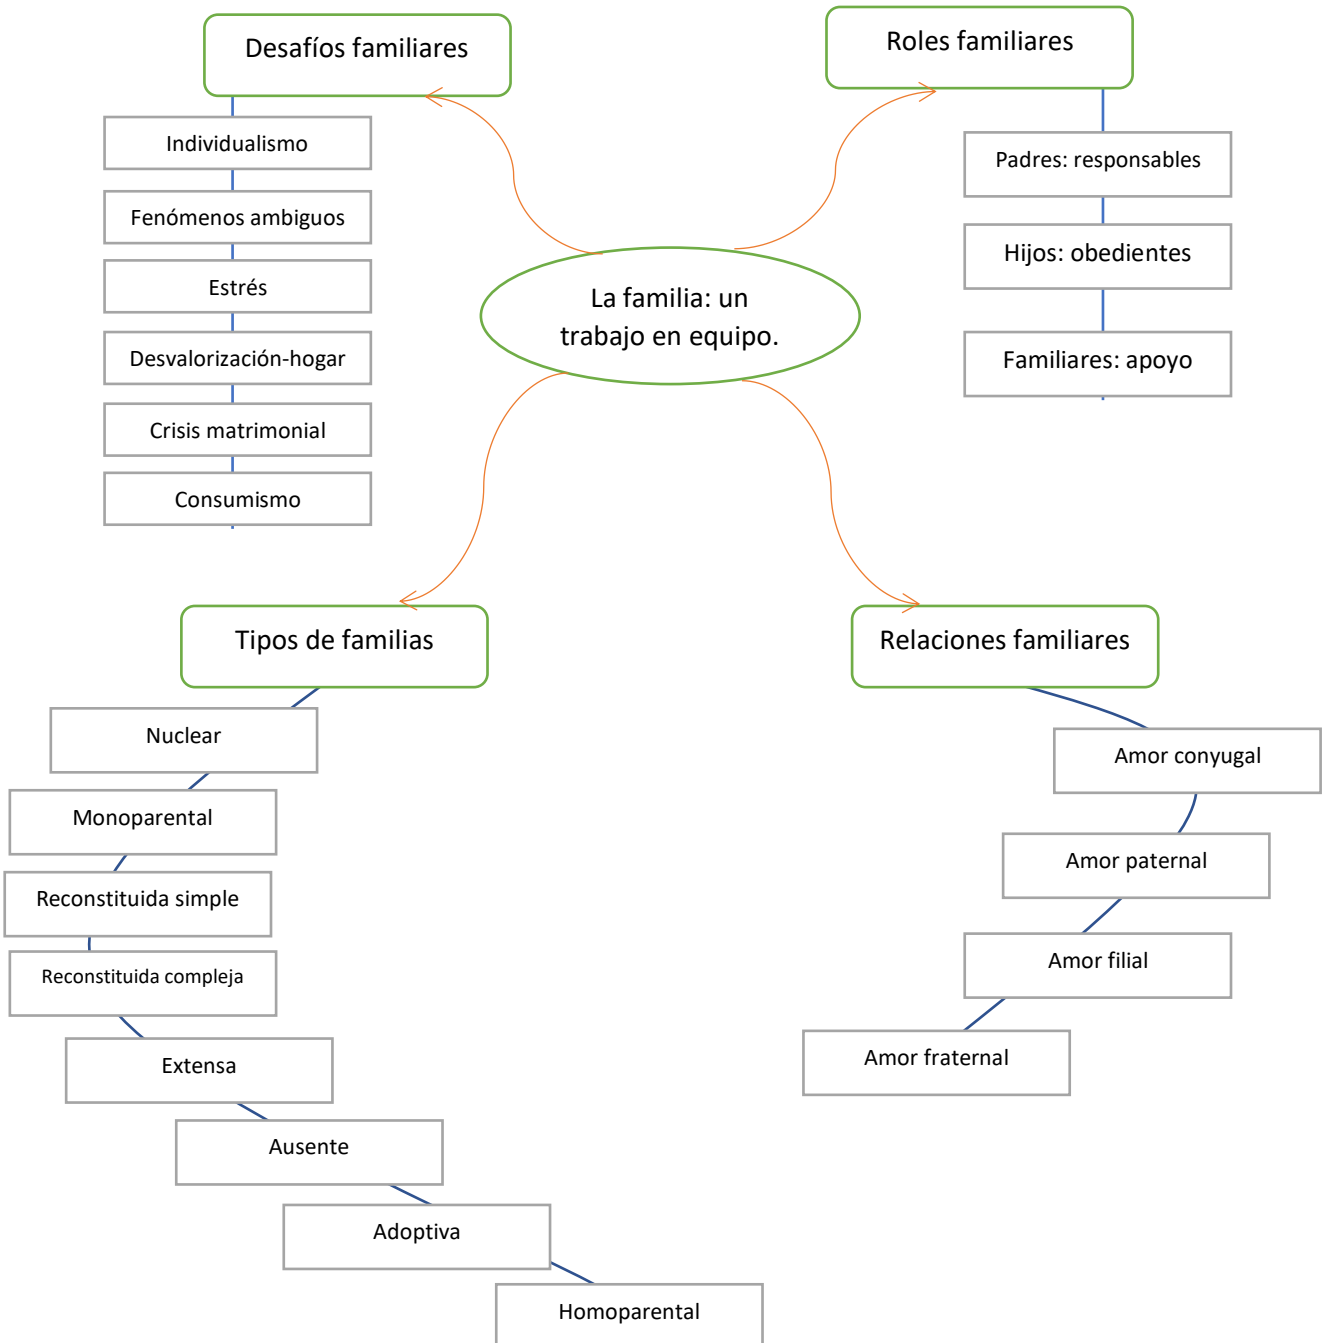 Desafíos familiares
Individualismo
Fenómenos ambiguos
Estrés
Desvalorización-hogar
Crisis matrimonial
Consumismo
Roles familiares
Padres: responsables
Hijos: obedientes
Familiares: apoyo
La familia: un
trabajo en equipo.
Tipos de familias
Nuclear
Monoparental
Reconstituida simple
Reconstituida compleja
Extensa
Ausente
Adoptiva
Homoparental
Relaciones familiares
Amor conyugal
Amor paternal
Amor filial
Amor fraternal